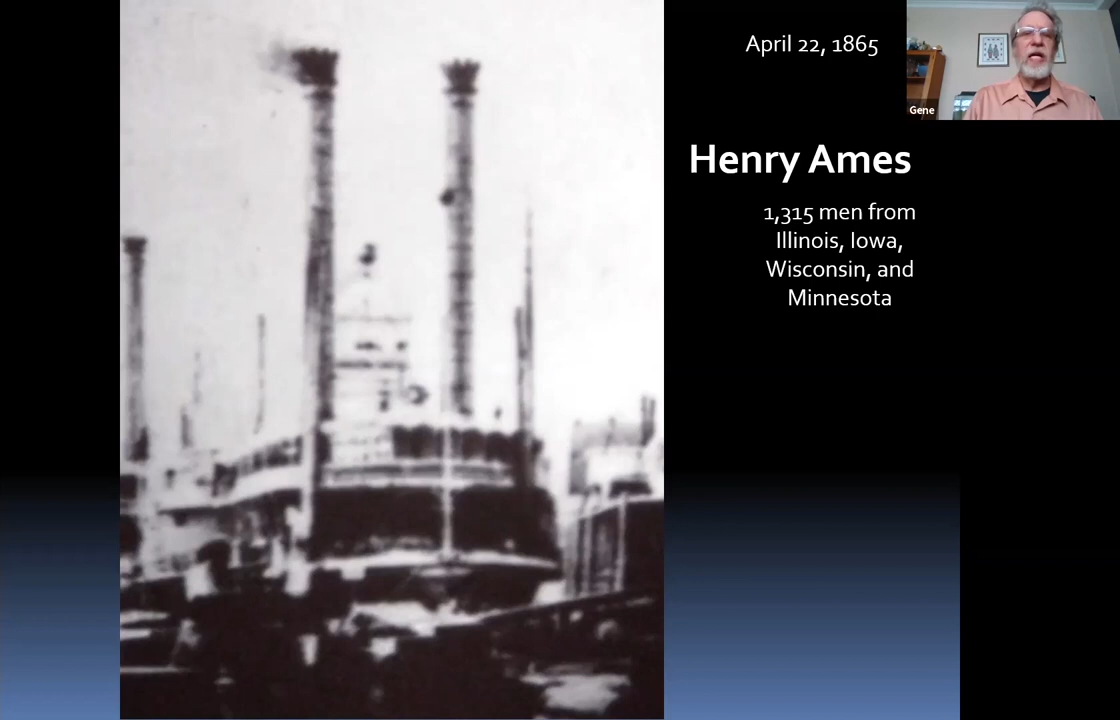 April 22, 1865
Gene
Henry Ames
1,315 men from
Illinois, Iowa,
Wisconsin, and
Minnesota